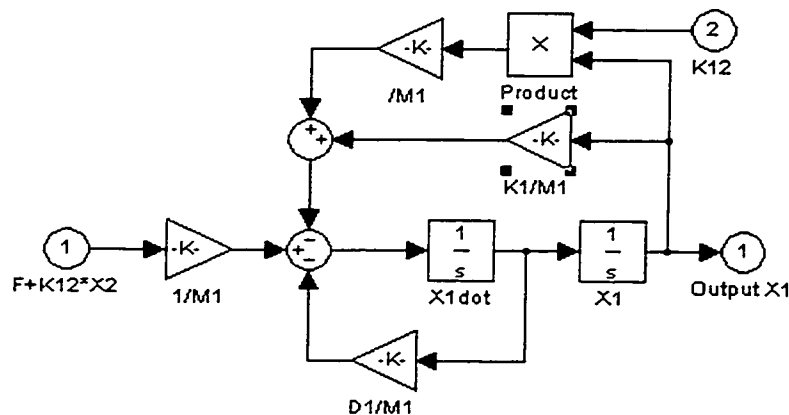 2
K12
X
Product
-K-
/M1
+
+
-K-
K1/M1
1
F+K12*X2
-K-
1/M1
+
−
−
1
s
X1dot
1
s
X1
1
Output X1
-K-
D1/M1